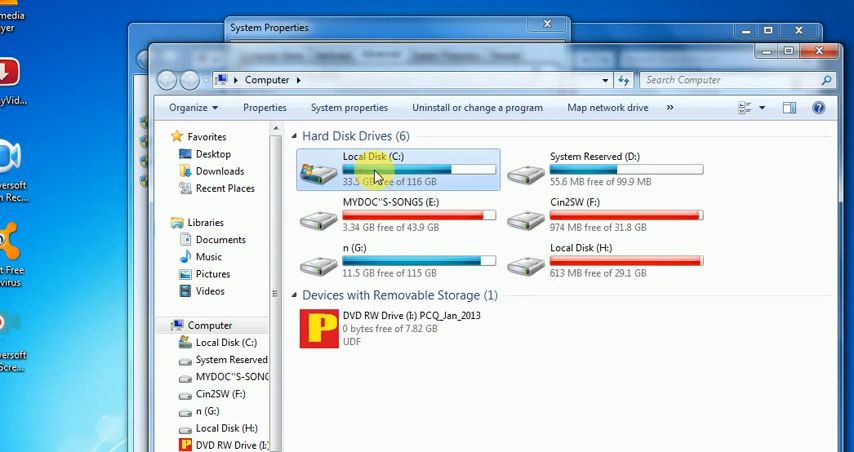 media
yer
System Properties
yVid...
Computer
Search Computer
Organize
Properties
System properties
Uninstall or change a program
Map network drive
»
Favorites
Desktop
Downloads
Recent Places
Libraries
Documents
Music
Pictures
Videos
Computer
Local Disk (C:)
System Reserved
MYDOC"S-SONG
Cin2SW (F:)
n (G:)
Local Disk (H:)
DVD RW Drive (I:)
Hard Disk Drives (6)
Local Disk (C:)
33.5 GB free of 116 GB
System Reserved (D:)
55.6 MB free of 99.9 MB
MYDOC"S-SONGS (E:)
3.34 GB free of 43.9 GB
Cin2SW (F:)
974 MB free of 31.8 GB
n (G:)
11.5 GB free of 115 GB
Local Disk (H:)
613 MB free of 29.1 GB
Devices with Removable Storage (1)
DVD RW Drive (I:) PCQ_Jan_2013
0 bytes free of 7.82 GB
UDF
P
versoft
n Rec...
st Free
virus
versoft
Scre...